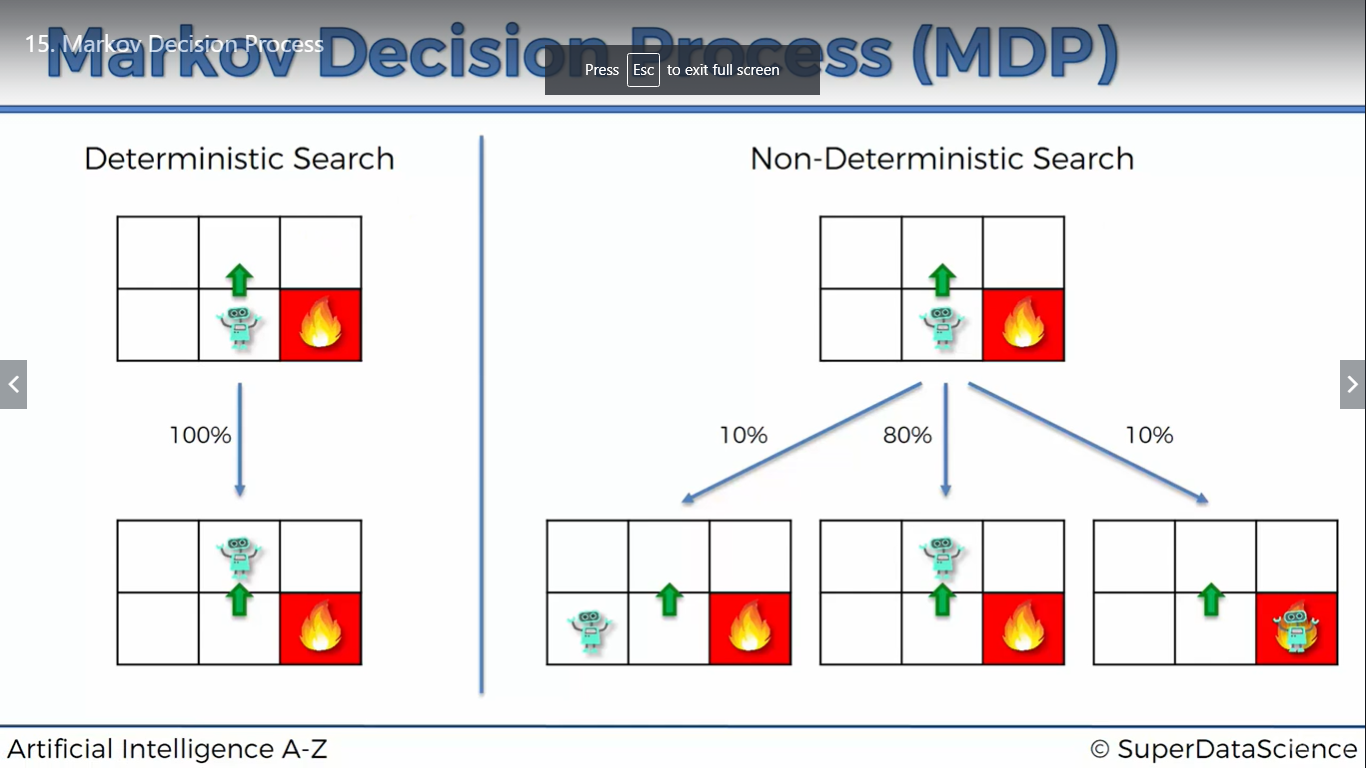 Markov Decision Process (MDP)
15. Markov Decision Process
Press Esc to exit full screen
Deterministic Search
Non-Deterministic Search
100%
10%
80%
10%
Artificial Intelligence A-Z
© SuperDataScience